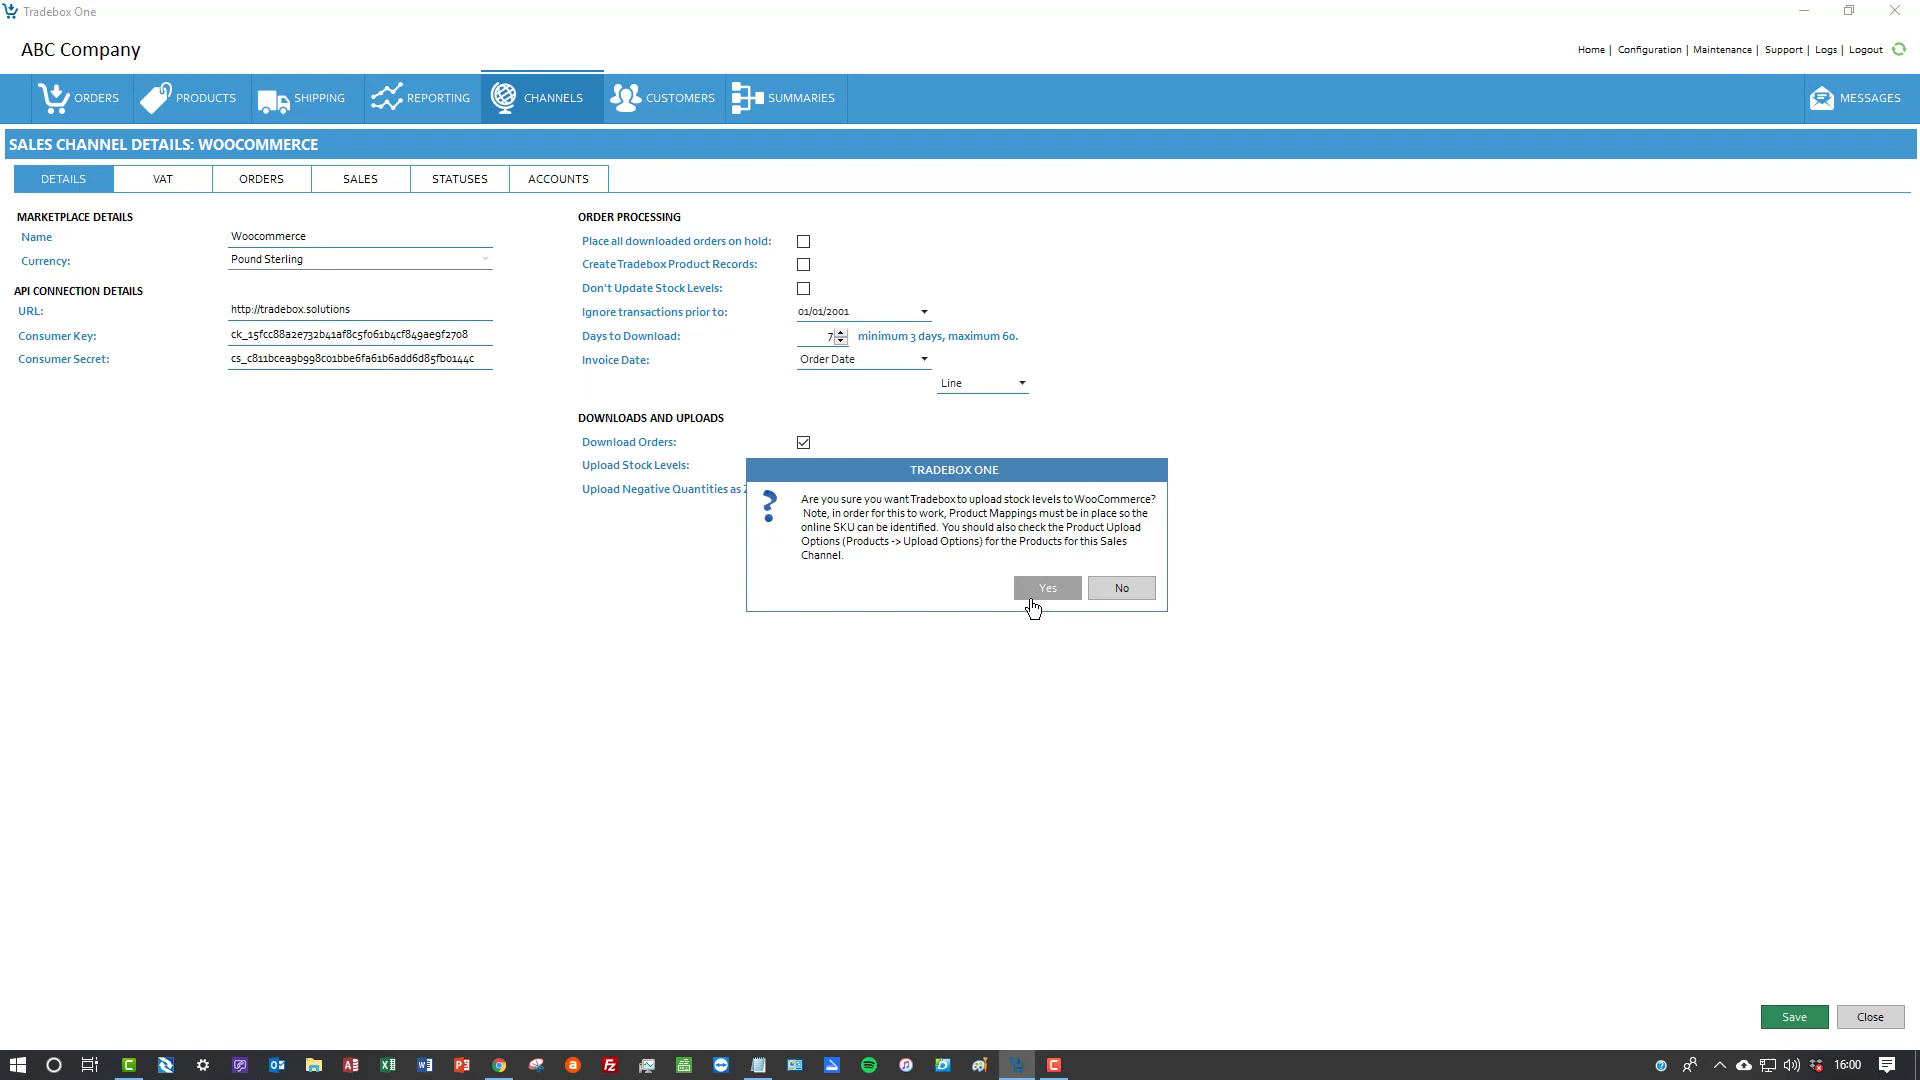 Tradebox One
ABC Company
Home | Configuration | Maintenance | Support | Logs | Logout
ORDERS PRODUCTS SHIPPING REPORTING CHANNELS CUSTOMERS SUMMARIES MESSAGES
SALES CHANNEL DETAILS: WOOCOMMERCE
DETAILS VAT ORDERS SALES STATUSES ACCOUNTS
MARKETPLACE DETAILS
Name Woocommerce
Currency: Pound Sterling
API CONNECTION DETAILS
URL: http://tradebox.solutions
Consumer Key: ck_15fcc88a2e732b41af8c5f061b4cf849ae9f2708
Consumer Secret: cs_c811bcea9b998c01bbe6fa61b6add6d85fb0144c
ORDER PROCESSING
Place all downloaded orders on hold:
Create Tradebox Product Records:
Don't Update Stock Levels:
Ignore transactions prior to: 01/01/2001
Days to Download: 7 minimum 3 days, maximum 60.
Invoice Date: Order Date
Line
DOWNLOADS AND UPLOADS
Download Orders:
Upload Stock Levels:
Upload Negative Quantities as
TRADEBOX ONE
Are you sure you want Tradebox to upload stock levels to WooCommerce?
Note, in order for this to work, Product Mappings must be in place so the
online SKU can be identified. You should also check the Product Upload
Options (Products -> Upload Options) for the Products for this Sales
Channel.
Yes No
Save Close
16:00